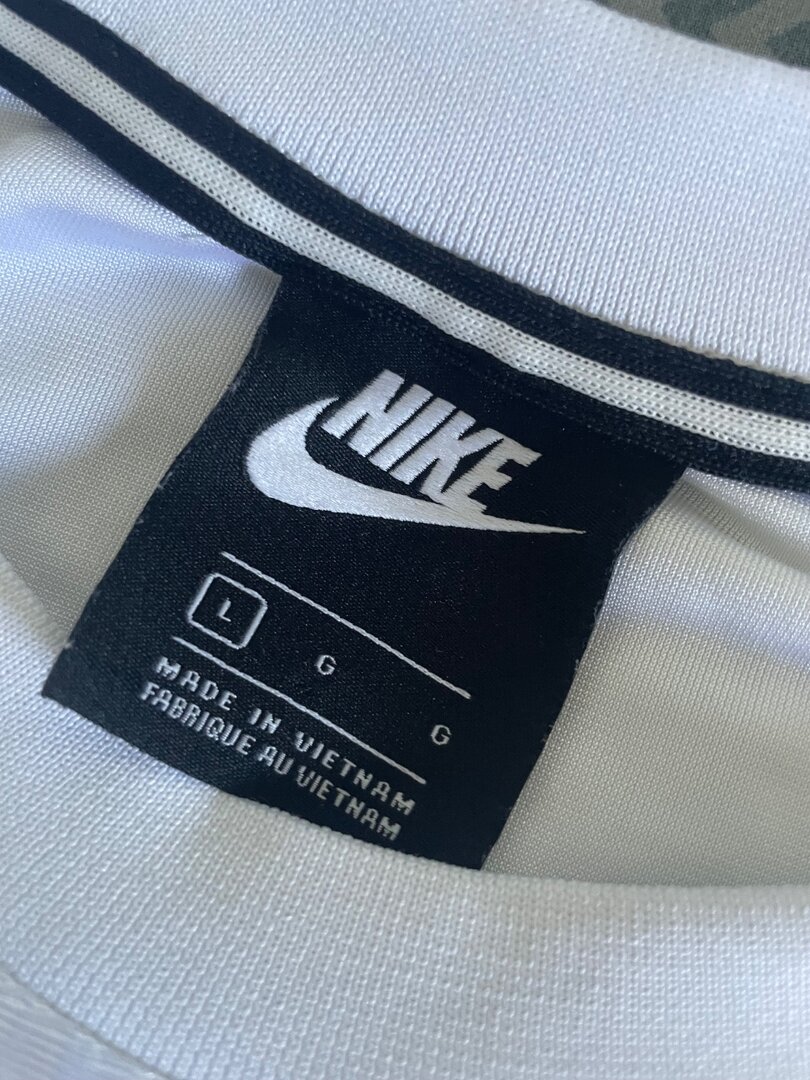 NIKE
L G G
MADE IN VIETNAM
FABRIQUE AU VIETNAM